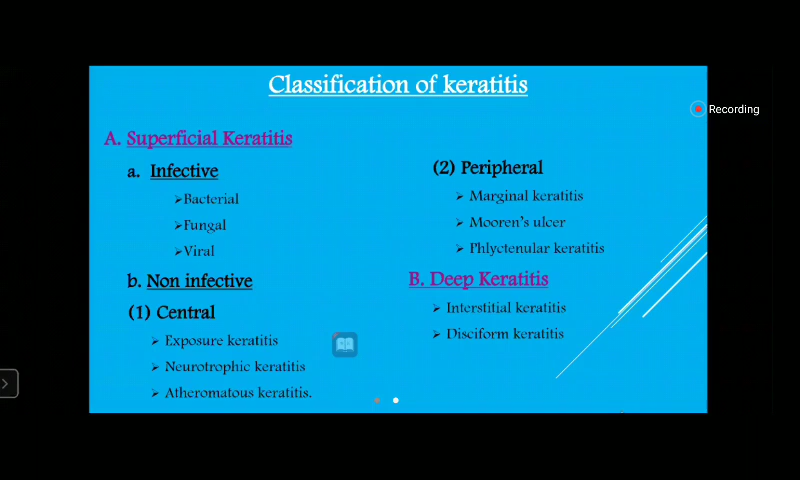 Classification of keratitis
Recording
A. Superficial Keratitis
a. Infective
➢Bacterial
➢Fungal
➢Viral
b. Non infective
(1) Central
➢ Exposure keratitis
➢ Neurotrophic keratitis
➢ Atheromatous keratitis.
(2) Peripheral
➢ Marginal keratitis
➢ Mooren's ulcer
➢ Phlyctenular keratitis
B. Deep Keratitis
➢ Interstitial keratitis
➢ Disciform keratitis